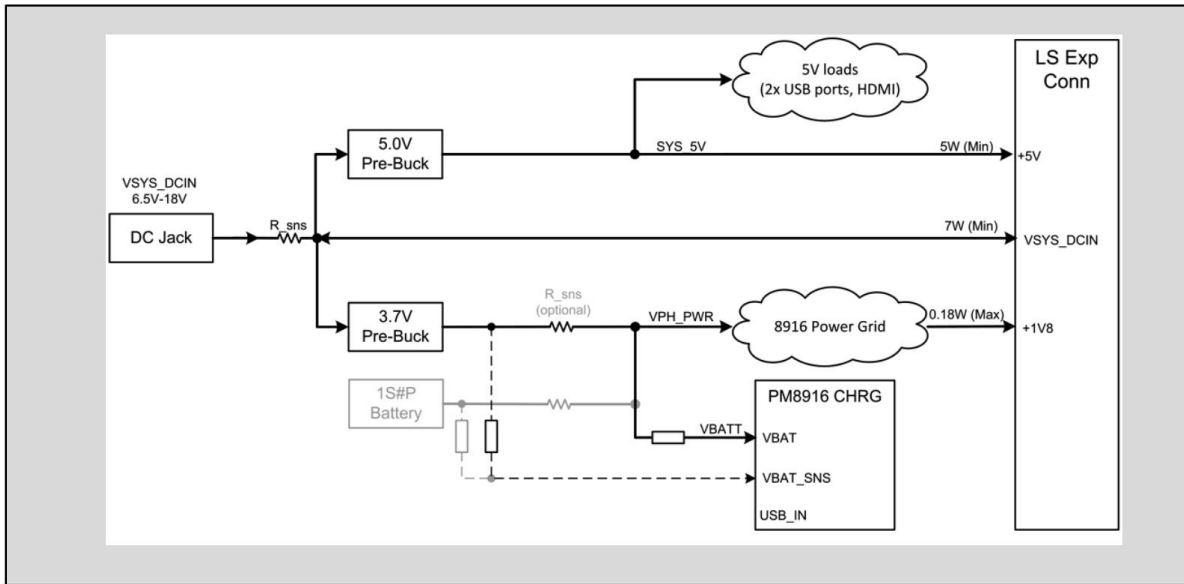 LS Exp
Conn
5V loads
(2x USB ports, HDMI)
5.0V
Pre-Buck
SYS_5V
5W (Min)
+5V
VSYS_DCIN
6.5V-18V
DC Jack
R_sns
7W (Min)
VSYS_DCIN
3.7V
Pre-Buck
R_sns
(optional)
VPH_PWR
8916 Power Grid
0.18W (Max)
+1V8
1S#P
Battery
PM8916 CHRG
VBATT
VBAT
VBAT_SNS
USB_IN